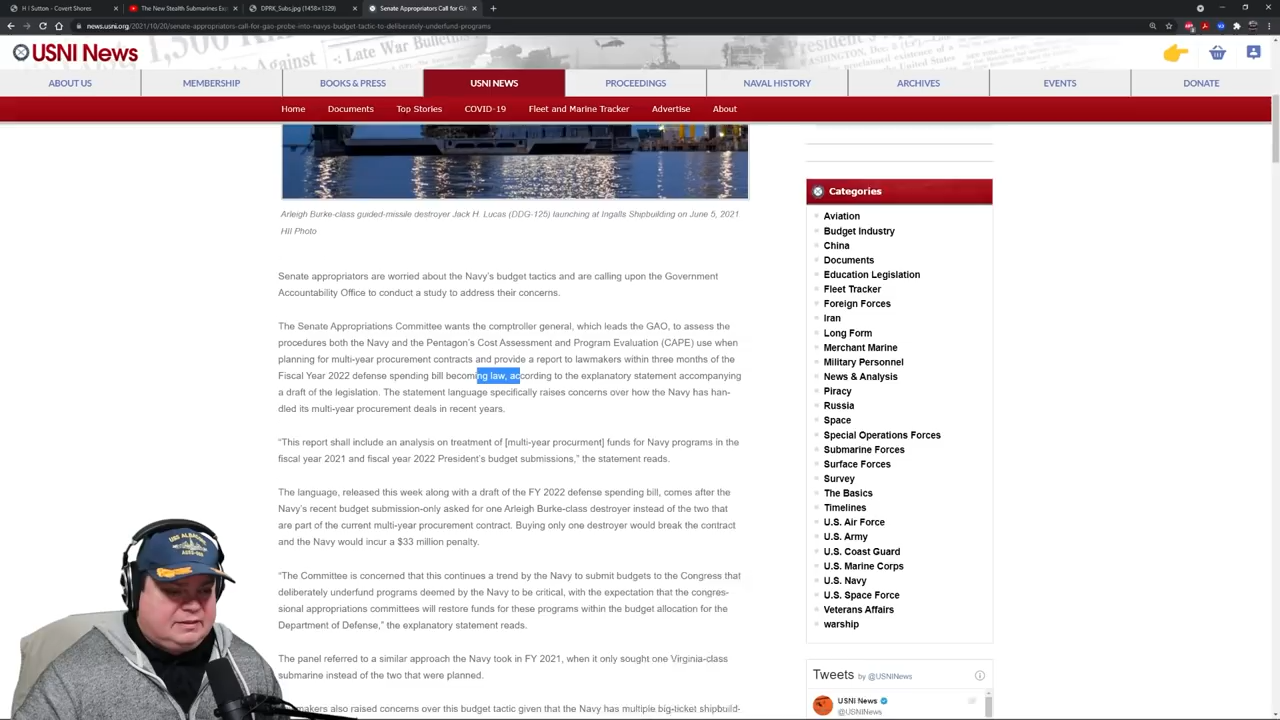 H I Sutton - Covert Shores
The New Stealth Submarines Ex
DPRK_Subs.jpg (1458×1329)
Senate Appropriators Call for G
news.usni.org/2021/10/20/senate-appropriators-call-for-gao-probe-into-navys-budget-tactic-to-deliberately-underfund-programs
USNI News
ABOUT US
MEMBERSHIP
BOOKS & PRESS
USNI NEWS
PROCEEDINGS
NAVAL HISTORY
ARCHIVES
EVENTS
DONATE
Home
Documents
Top Stories
COVID-19
Fleet and Marine Tracker
Advertise
About
Arleigh Burke-class guided-missile destroyer Jack H. Lucas (DDG-125) launching at Ingalls Shipbuilding on June 5, 2021.
HII Photo
Senate appropriators are worried about the Navy's budget tactics and are calling upon the Government
Accountability Office to conduct a study to address their concerns.
The Senate Appropriations Committee wants the comptroller general, which leads the GAO, to assess the
procedures both the Navy and the Pentagon's Cost Assessment and Program Evaluation (CAPE) use when
planning for multi-year procurement contracts and provide a report to lawmakers within three months of the
Fiscal Year 2022 defense spending bill becoming law, according to the explanatory statement accompanying
a draft of the legislation. The statement language specifically raises concerns over how the Navy has han-
dled its multi-year procurement deals in recent years.
“This report shall include an analysis on treatment of [multi-year procurment] funds for Navy programs in the
fiscal year 2021 and fiscal year 2022 President's budget submissions,” the statement reads.
The language, released this week along with a draft of the FY 2022 defense spending bill, comes after the
Navy's recent budget submission-only asked for one Arleigh Burke-class destroyer instead of the two that
are part of the current multi-year procurement contract. Buying only one destroyer would break the contract
and the Navy would incur a $33 million penalty.
“The Committee is concerned that this continues a trend by the Navy to submit budgets to the Congress that
deliberately underfund programs deemed by the Navy to be critical, with the expectation that the congres-
sional appropriations committees will restore funds for these programs within the budget allocation for the
Department of Defense,” the explanatory statement reads.
The panel referred to a similar approach the Navy took in FY 2021, when it only sought one Virginia-class
submarine instead of the two that were planned.
makers also raised concerns over this budget tactic given that the Navy has multiple big-ticket shipbuild-
Categories
Aviation
Budget Industry
China
Documents
Education Legislation
Fleet Tracker
Foreign Forces
Iran
Long Form
Merchant Marine
Military Personnel
News & Analysis
Piracy
Russia
Space
Special Operations Forces
Submarine Forces
Surface Forces
Survey
The Basics
Timelines
U.S. Air Force
U.S. Army
U.S. Coast Guard
U.S. Marine Corps
U.S. Navy
U.S. Space Force
Veterans Affairs
warship
Tweets by @USNINews
USNI News
@USNINews
USS ALBANY